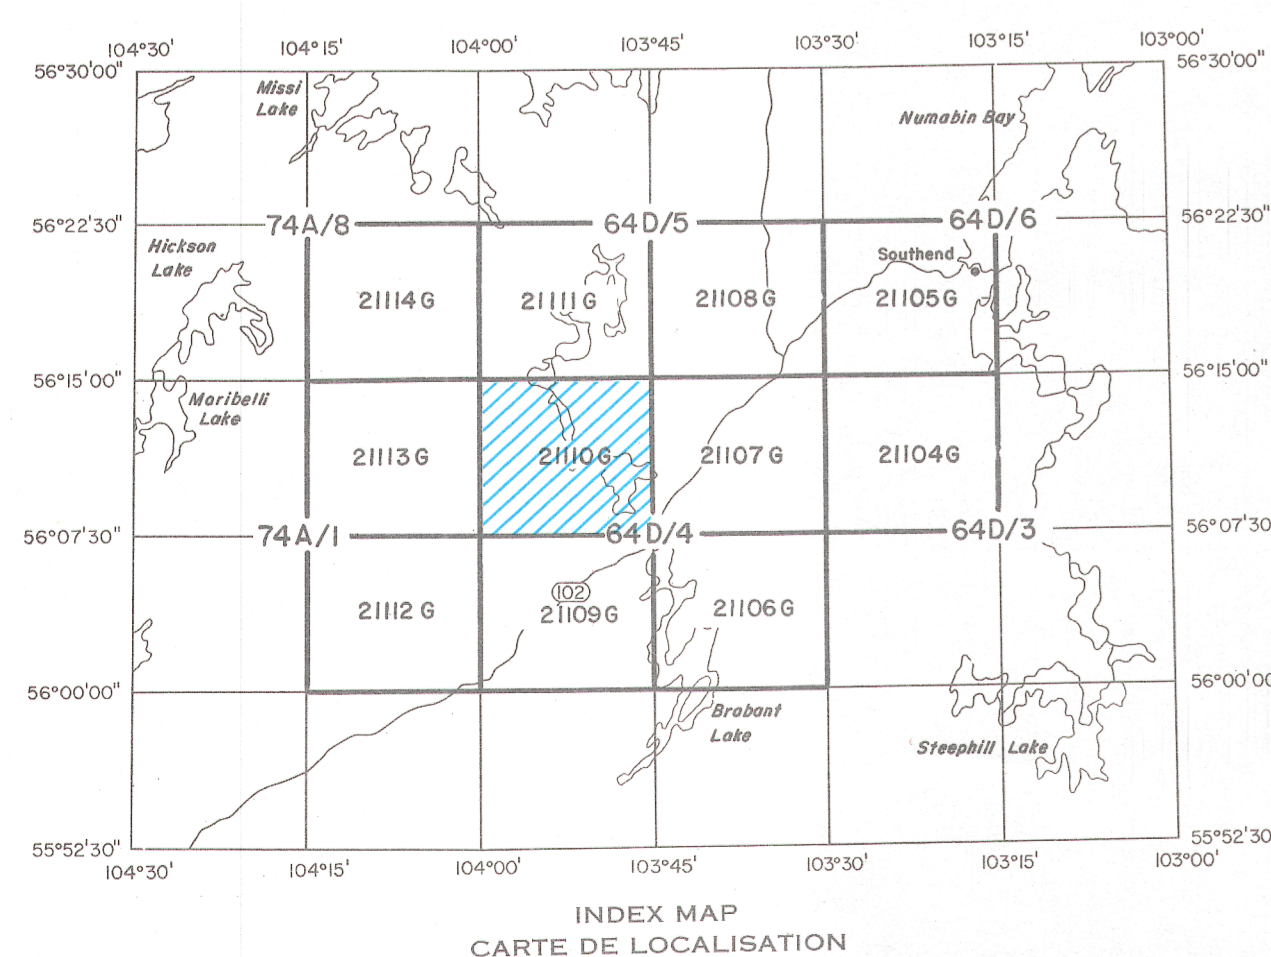 104°30' 104°15' 104°00' 103°45' 103°30' 103°15' 103°00'
56°30'00" 56°30'00"
Missi
Lake
Numabin Bay
56°22'30" 74A/8 64D/5 64D/6 56°22'30"
Hickson
Lake
Southend
21114G 21111G 21108G 21105G
56°15'00" 56°15'00"
Moribelli
Lake
21113G 21110G 21107G 21104G
56°07'30" 74A/1 64D/4 64D/3 56°07'30"
102
21112G 21109G 21106G
56°00'00" 56°00'00"
Brabant
Lake
Steephill Lake
55°52'30" 55°52'30"
104°30' 104°15' 104°00' 103°45' 103°30' 103°15' 103°00'
INDEX MAP
CARTE DE LOCALISATION